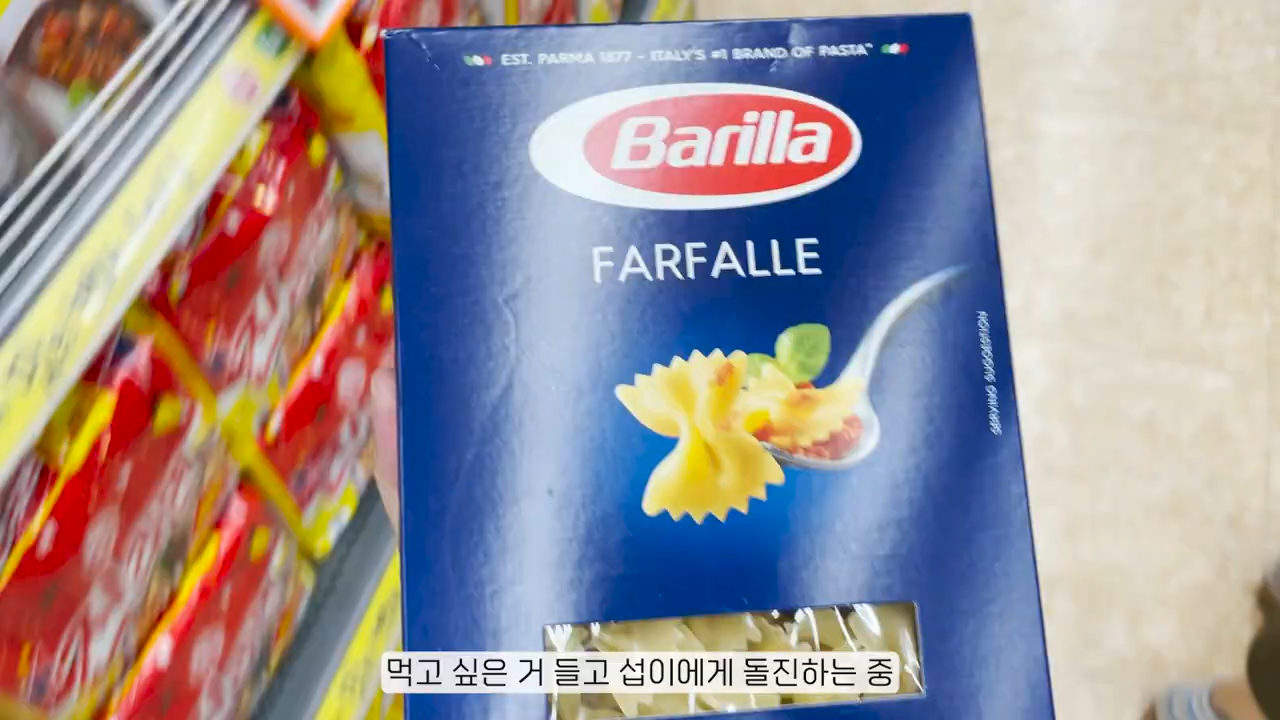 EST. PARMA 1877 - ITALY'S #1 BRAND OF PASTA™
Barilla
FARFALLE
SERVING SUGGESTION
먹고 싶은 거 들고 섭이에게 돌진하는 중